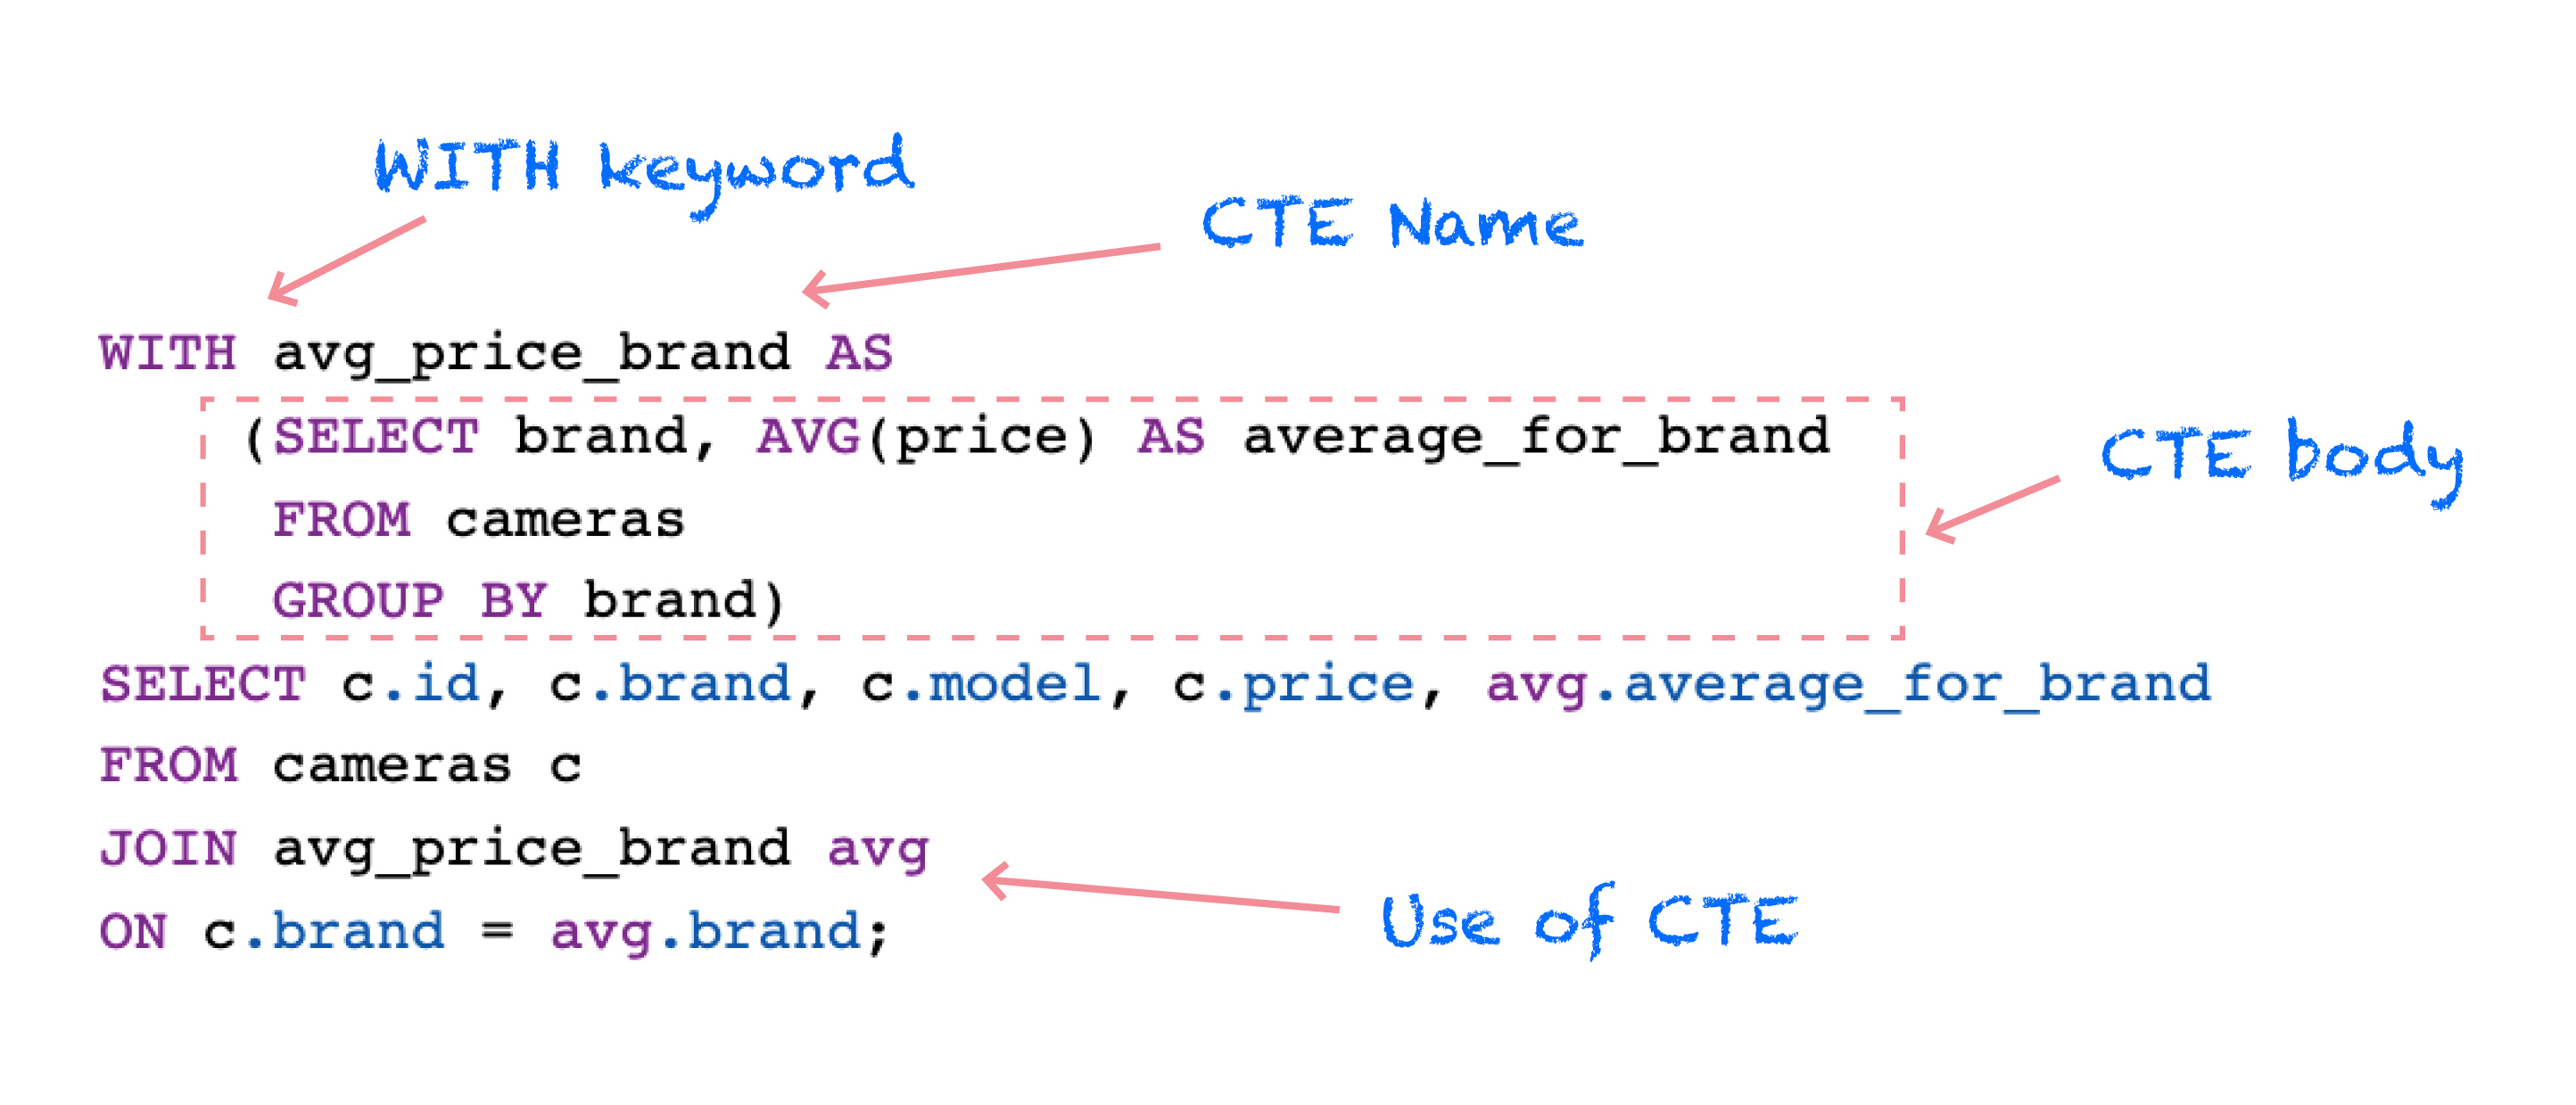 WITH keyword
CTE Name
WITH avg_price_brand AS
(SELECT brand, AVG(price) AS average_for_brand
FROM cameras
GROUP BY brand)
CTE body
SELECT c.id, c.brand, c.model, c.price, avg.average_for_brand
FROM cameras c
JOIN avg_price_brand avg
ON c.brand = avg.brand;
Use of CTE